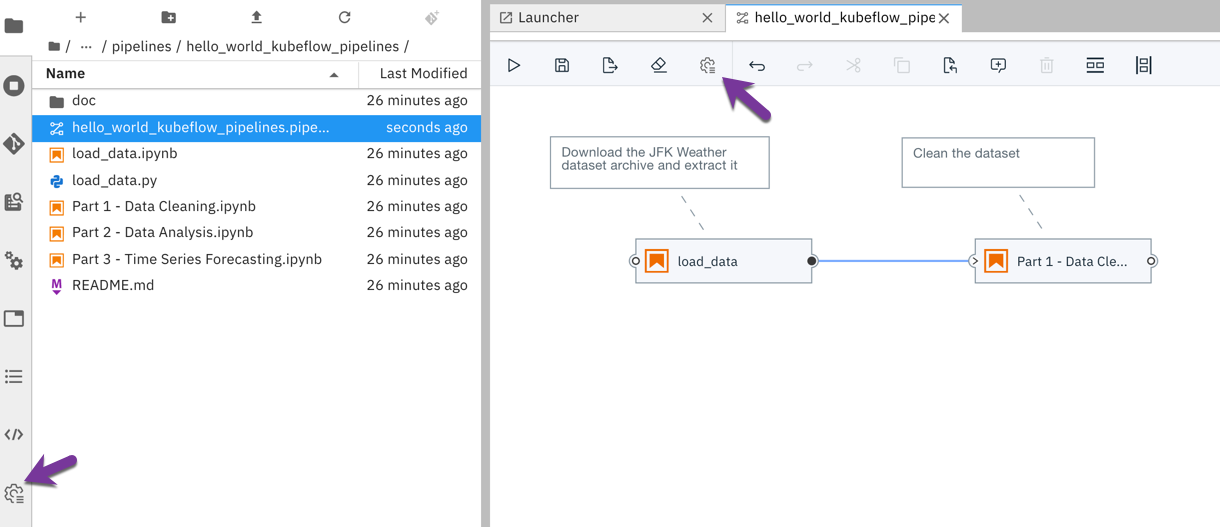 / ··· / pipelines / hello_world_kubeflow_pipelines /
Name Last Modified
doc 26 minutes ago
hello_world_kubeflow_pipelines.pipe... seconds ago
load_data.ipynb 26 minutes ago
load_data.py 26 minutes ago
Part 1 - Data Cleaning.ipynb 26 minutes ago
Part 2 - Data Analysis.ipynb 26 minutes ago
Part 3 - Time Series Forecasting.ipynb 26 minutes ago
M README.md 26 minutes ago
Launcher
hello_world_kubeflow_pipe
Download the JFK Weather
dataset archive and extract it
Clean the dataset
load_data
Part 1 - Data Cle...